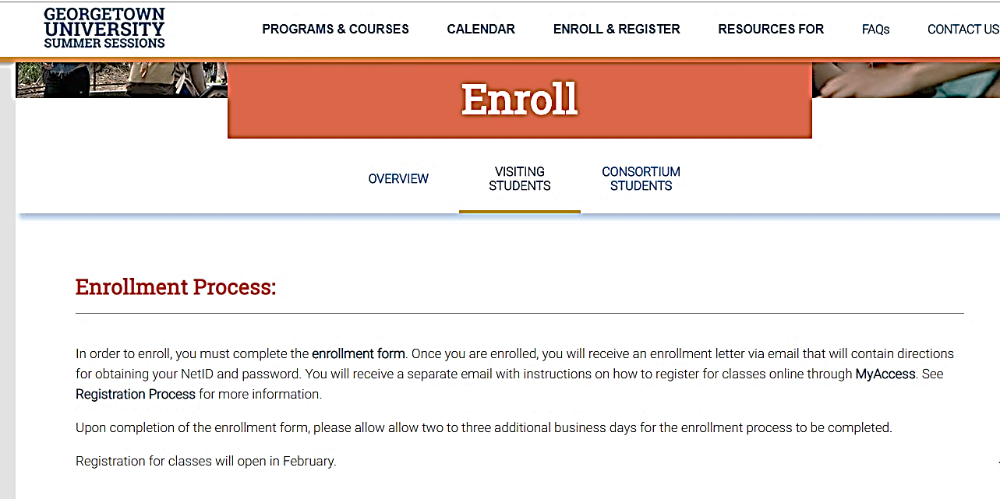 GEORGETOWN
UNIVERSITY
SUMMER SESSIONS
PROGRAMS & COURSES CALENDAR ENROLL & REGISTER RESOURCES FOR FAQs CONTACT US
Enroll
OVERVIEW
VISITING
STUDENTS
CONSORTIUM
STUDENTS
Enrollment Process:
In order to enroll, you must complete the enrollment form. Once you are enrolled, you will receive an enrollment letter via email that will contain directions
for obtaining your NetID and password. You will receive a separate email with instructions on how to register for classes online through MyAccess. See
Registration Process for more information.
Upon completion of the enrollment form, please allow allow two to three additional business days for the enrollment process to be completed.
Registration for classes will open in February.